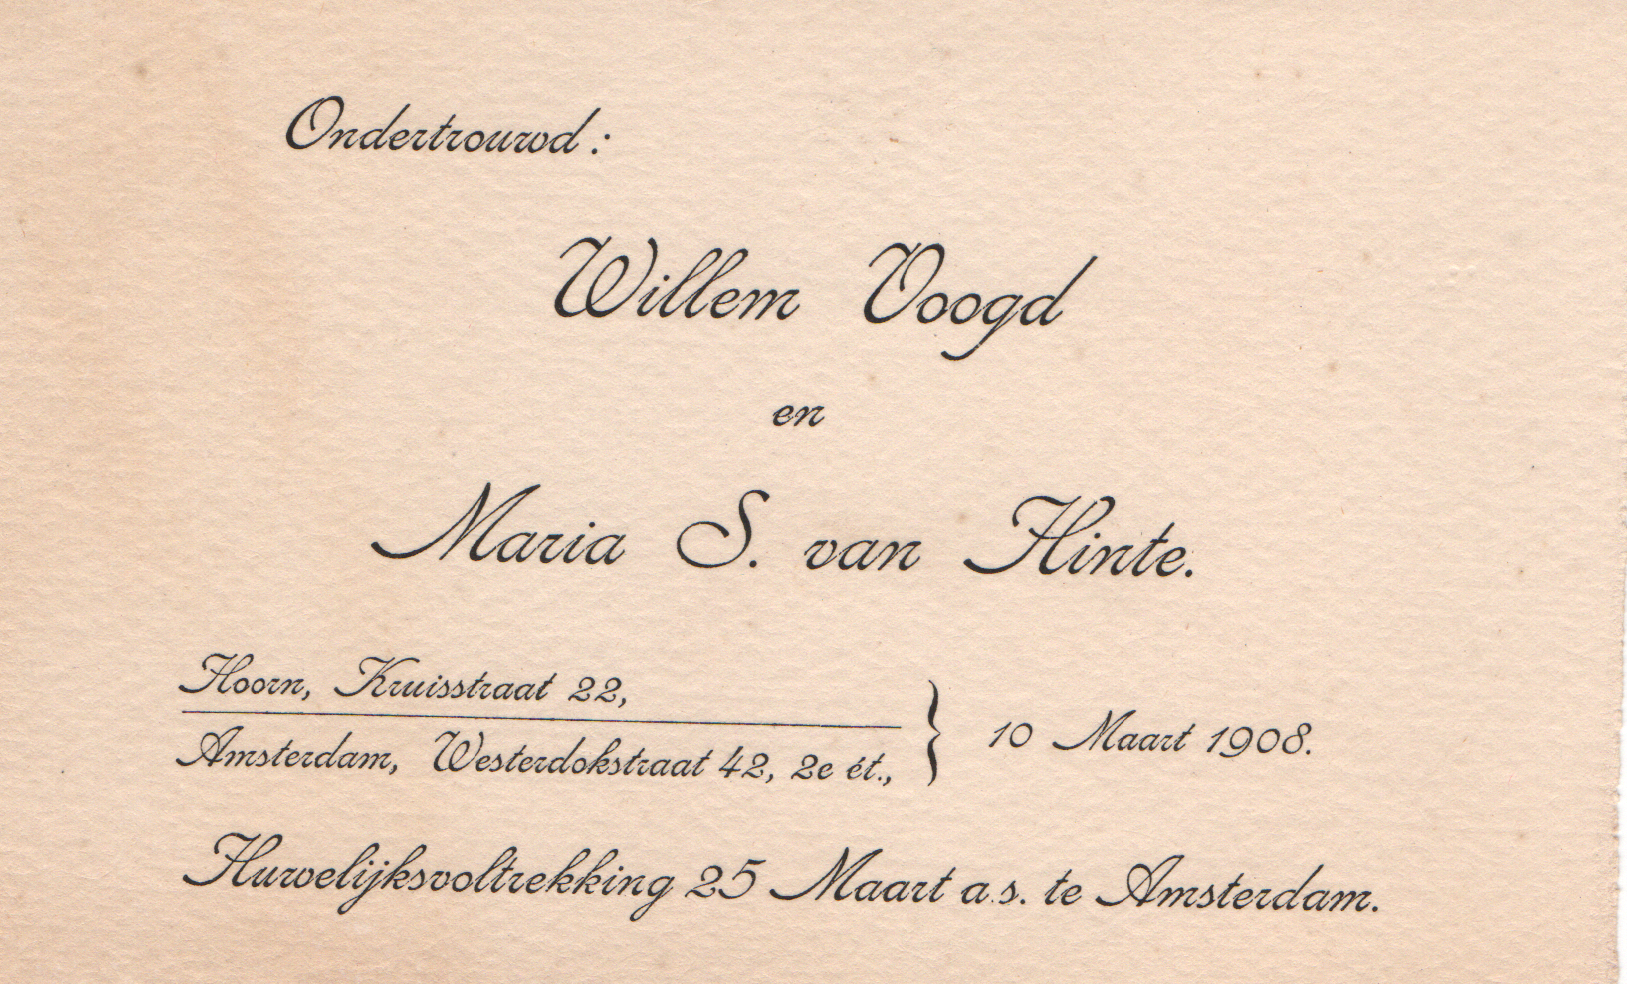 Ondertrouwd:
Willem Voogd
en
Maria S. van Hinte.
Hoorn, Kruisstraat 22,
Amsterdam, Westerdokstraat 42, 2e ét.,
} 10 Maart 1908.
Huwelijksvoltrekking 25 Maart a.s. te Amsterdam.